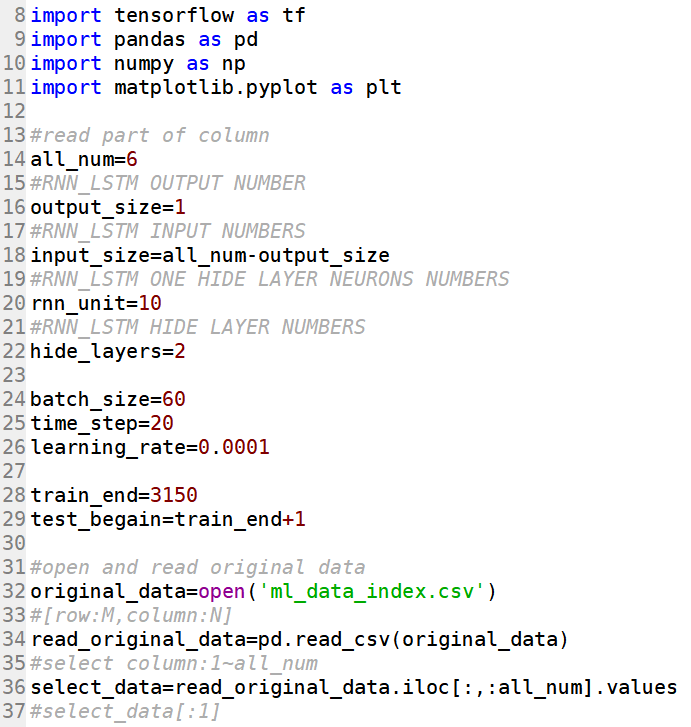 8 import tensorflow as tf
9 import pandas as pd
10 import numpy as np
11 import matplotlib.pyplot as plt
12
13 #read part of column
14 all_num=6
15 #RNN_LSTM OUTPUT NUMBER
16 output_size=1
17 #RNN_LSTM INPUT NUMBERS
18 input_size=all_num-output_size
19 #RNN_LSTM ONE HIDE LAYER NEURONS NUMBERS
20 rnn_unit=10
21 #RNN_LSTM HIDE LAYER NUMBERS
22 hide_layers=2
23
24 batch_size=60
25 time_step=20
26 learning_rate=0.0001
27
28 train_end=3150
29 test_begain=train_end+1
30
31 #open and read original data
32 original_data=open('ml_data_index.csv')
33 #[row:M,column:N]
34 read_original_data=pd.read_csv(original_data)
35 #select column:1~all_num
36 select_data=read_original_data.iloc[:,:all_num].values
37 #select_data[:1]